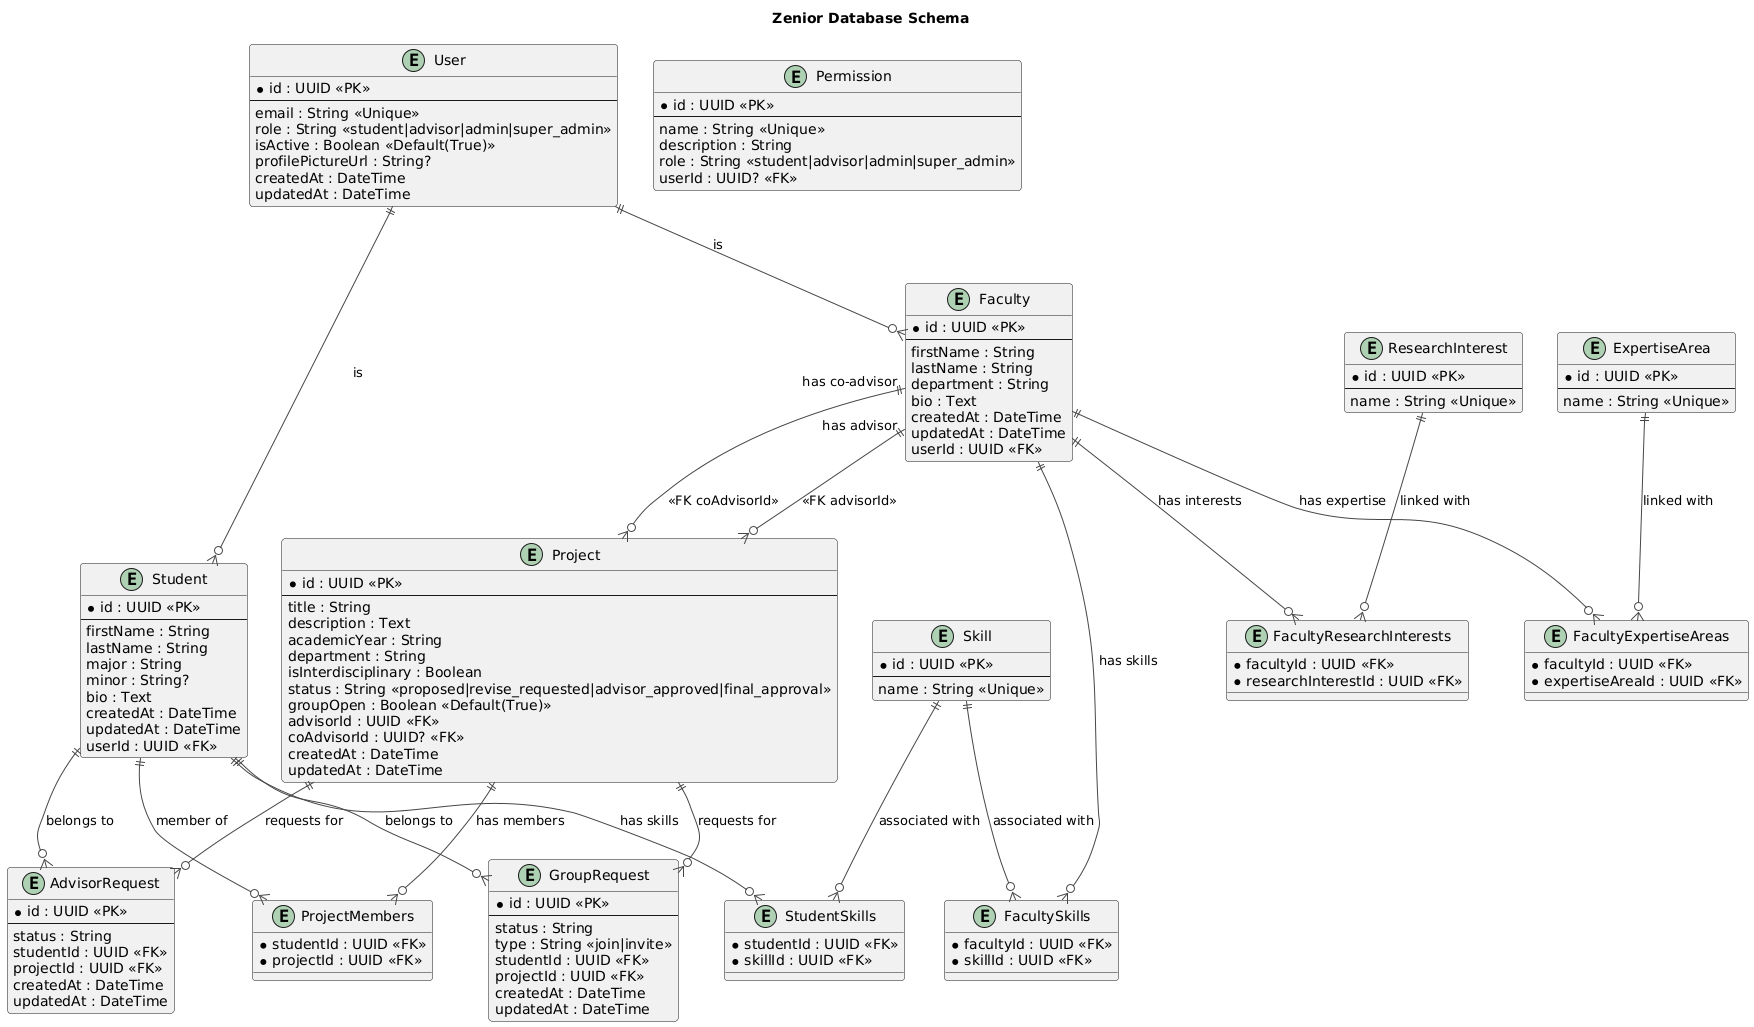 Zenior Database Schema
E User
* id : UUID «PK»
email : String «Unique»
role : String «student|advisor|admin|super_admin»
isActive : Boolean «Default(True)»
profilePictureUrl : String?
createdAt : DateTime
updatedAt : DateTime
E Permission
* id : UUID «PK»
name : String «Unique»
description : String
role : String «student|advisor|admin|super_admin»
userId : UUID? «FK»
is
is
E Faculty
* id : UUID «PK»
firstName : String
lastName : String
department : String
bio : Text
createdAt : DateTime
updatedAt : DateTime
userId : UUID «FK»
E ResearchInterest
* id : UUID «PK»
name : String «Unique»
E ExpertiseArea
* id : UUID «PK»
name : String «Unique»
has co-advisor
has advisor
«FK coAdvisorId»
«FK advisorId»
has interests
has expertise
linked with
linked with
E Student
* id : UUID «PK»
firstName : String
lastName : String
major : String
minor : String?
bio : Text
createdAt : DateTime
updatedAt : DateTime
userId : UUID «FK»
E Project
* id : UUID «PK»
title : String
description : Text
academicYear : String
department : String
isInterdisciplinary : Boolean
status : String «proposed|revise_requested|advisor_approved|final_approval»
groupOpen : Boolean «Default(True)»
advisorId : UUID «FK»
coAdvisorId : UUID? «FK»
createdAt : DateTime
updatedAt : DateTime
E Skill
* id : UUID «PK»
name : String «Unique»
has skills
E FacultyResearchInterests
* facultyId : UUID «FK»
* researchInterestId : UUID «FK»
E FacultyExpertiseAreas
* facultyId : UUID «FK»
* expertiseAreaId : UUID «FK»
belongs to
member of
requests for
belongs to
has members
has skills
requests for
associated with
associated with
E AdvisorRequest
* id : UUID «PK»
status : String
studentId : UUID «FK»
projectId : UUID «FK»
createdAt : DateTime
updatedAt : DateTime
E ProjectMembers
* studentId : UUID «FK»
* projectId : UUID «FK»
E GroupRequest
* id : UUID «PK»
status : String
type : String «join|invite»
studentId : UUID «FK»
projectId : UUID «FK»
createdAt : DateTime
updatedAt : DateTime
E StudentSkills
* studentId : UUID «FK»
* skillId : UUID «FK»
E FacultySkills
* facultyId : UUID «FK»
* skillId : UUID «FK»